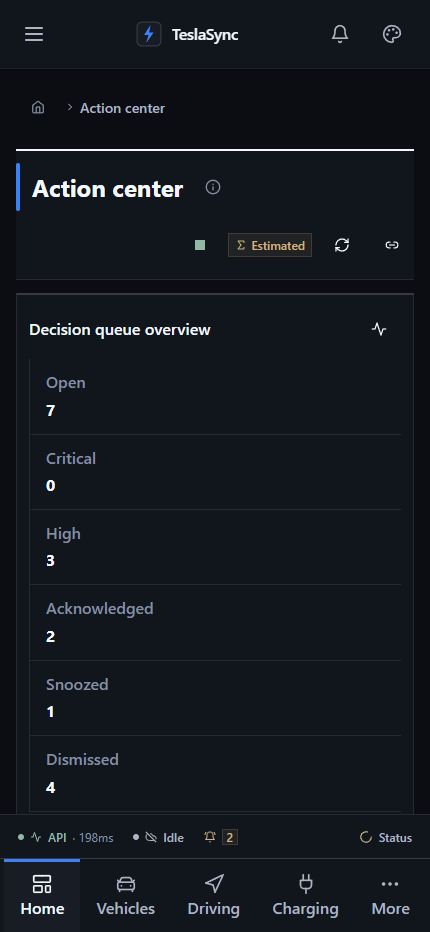 TeslaSync
Action center
Action center
Σ Estimated
Decision queue overview
Open
7
Critical
0
High
3
Acknowledged
2
Snoozed
1
Dismissed
4
API · 198ms
Idle
2
Status
Home
Vehicles
Driving
Charging
More